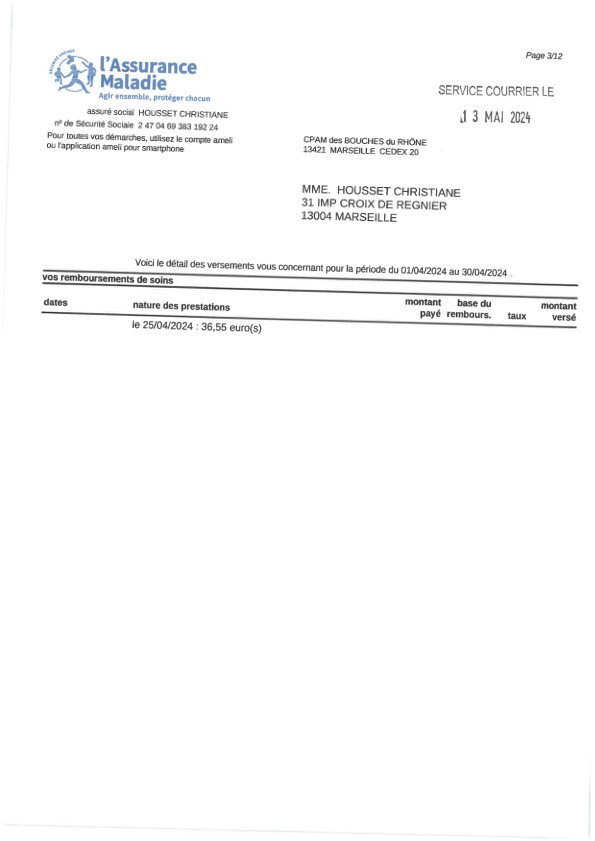 Page 3/12
SÉCURITÉ SOCIALE
l'Assurance
Maladie
Agir ensemble, protéger chacun
SERVICE COURRIER LE
13 MAI 2024
assuré social HOUSSET CHRISTIANE
nº de Sécurité Sociale 2 47 04 69 383 192 24
Pour toutes vos démarches, utilisez le compte ameli
ou l'application ameli pour smartphone
CPAM des BOUCHES du RHÔNE
13421 MARSEILLE CEDEX 20
MME. HOUSSET CHRISTIANE
31 IMP CROIX DE REGNIER
13004 MARSEILLE
Voici le détail des versements vous concernant pour la période du 01/04/2024 au 30/04/2024 .
vos remboursements de soins
dates nature des prestations montant payé base du rembours. taux montant versé
le 25/04/2024 : 36,55 euro(s)